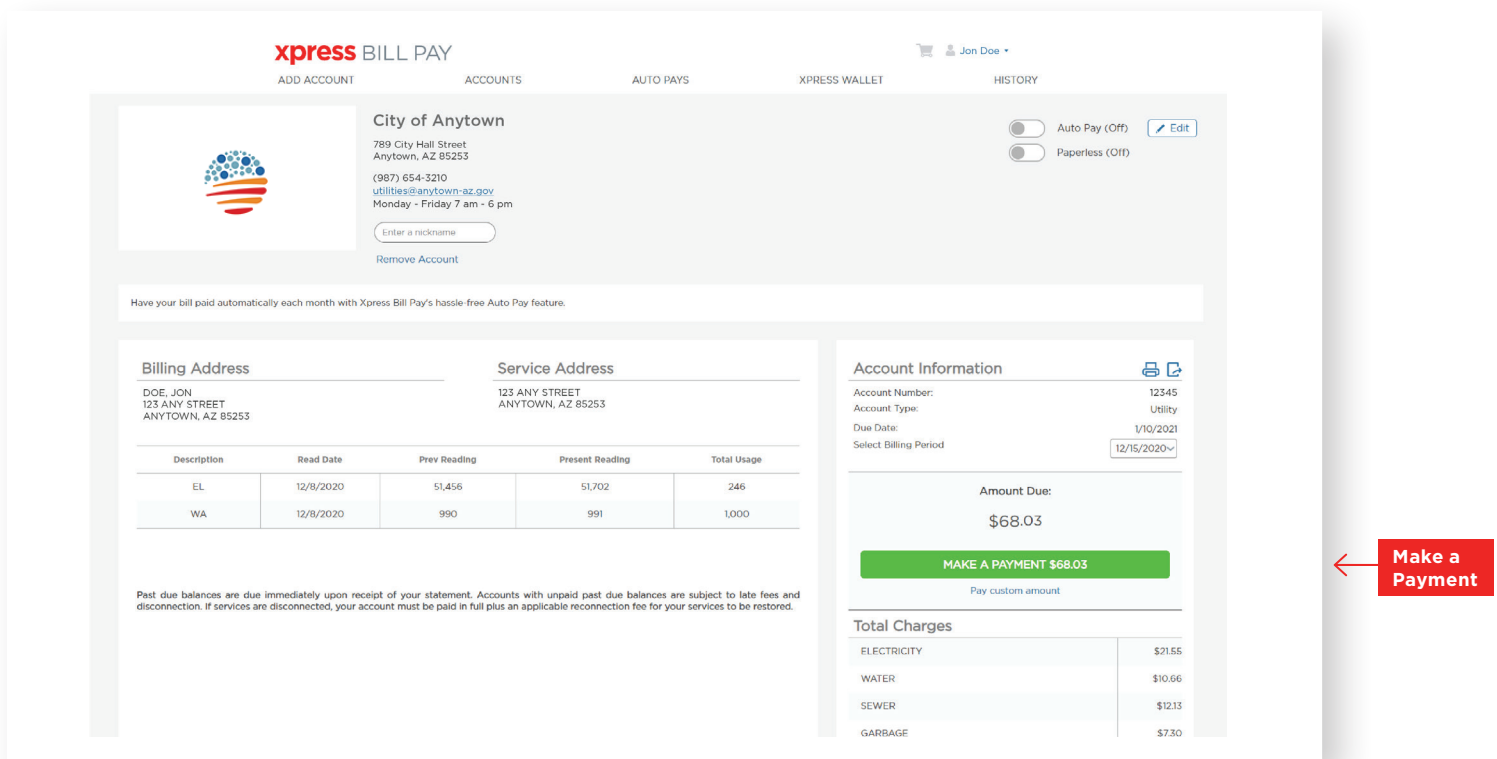 xpress BILL PAY
Jon Doe
ADD ACCOUNT
ACCOUNTS
AUTO PAYS
XPRESS WALLET
HISTORY
City of Anytown
789 City Hall Street
Anytown, AZ 85253
(987) 654-3210
utilities@anytown-az.gov
Monday - Friday 7 am - 6 pm
Enter a nickname
Remove Account
Auto Pay (Off)
Edit
Paperless (Off)
Have your bill paid automatically each month with Xpress Bill Pay's hassle-free Auto Pay feature.
Billing Address
DOE, JON
123 ANY STREET
ANYTOWN, AZ 85253
Service Address
123 ANY STREET
ANYTOWN, AZ 85253
Description Read Date Prev Reading Present Reading Total Usage
EL 12/8/2020 51,456 51,702 246
WA 12/8/2020 990 991 1,000
Past due balances are due immediately upon receipt of your statement. Accounts with unpaid past due balances are subject to late fees and
disconnection. If services are disconnected, your account must be paid in full plus an applicable reconnection fee for your services to be restored.
Account Information
Account Number: 12345
Account Type: Utility
Due Date: 1/10/2021
Select Billing Period 12/15/2020
Amount Due:
$68.03
MAKE A PAYMENT $68.03
Pay custom amount
Total Charges
ELECTRICITY $21.55
WATER $10.66
SEWER $12.13
GARBAGE $7.30
Make a
Payment